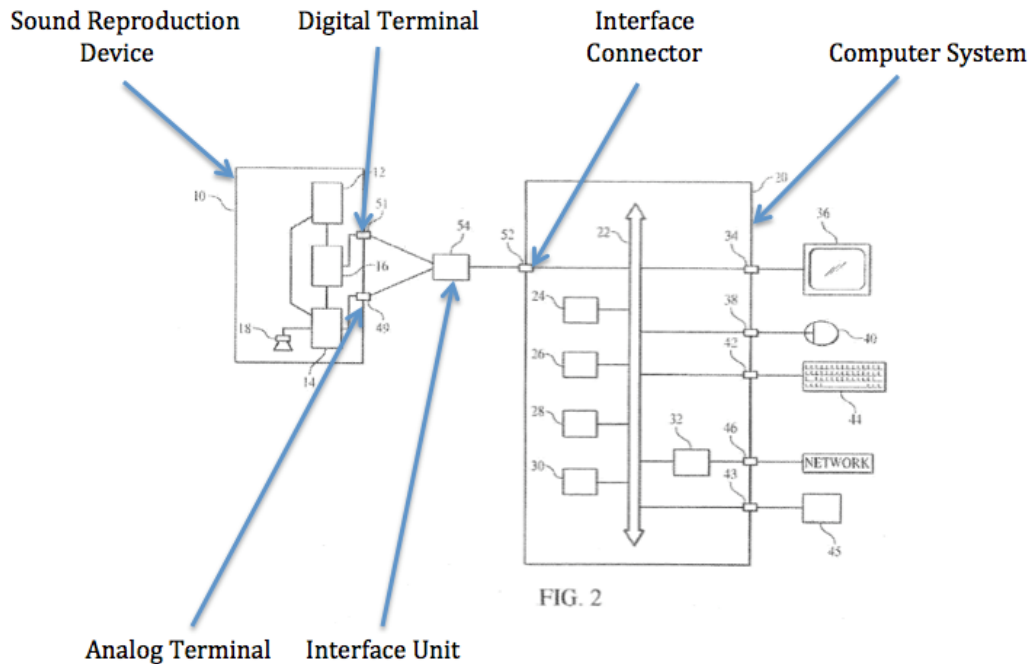 Sound Reproduction
Device
Digital Terminal
Interface
Connector
Computer System
10
12
51
16
18
14
49
54
52
22
20
24
26
28
30
32
34
36
38
40
42
44
46
NETWORK
43
45
FIG. 2
Analog Terminal
Interface Unit